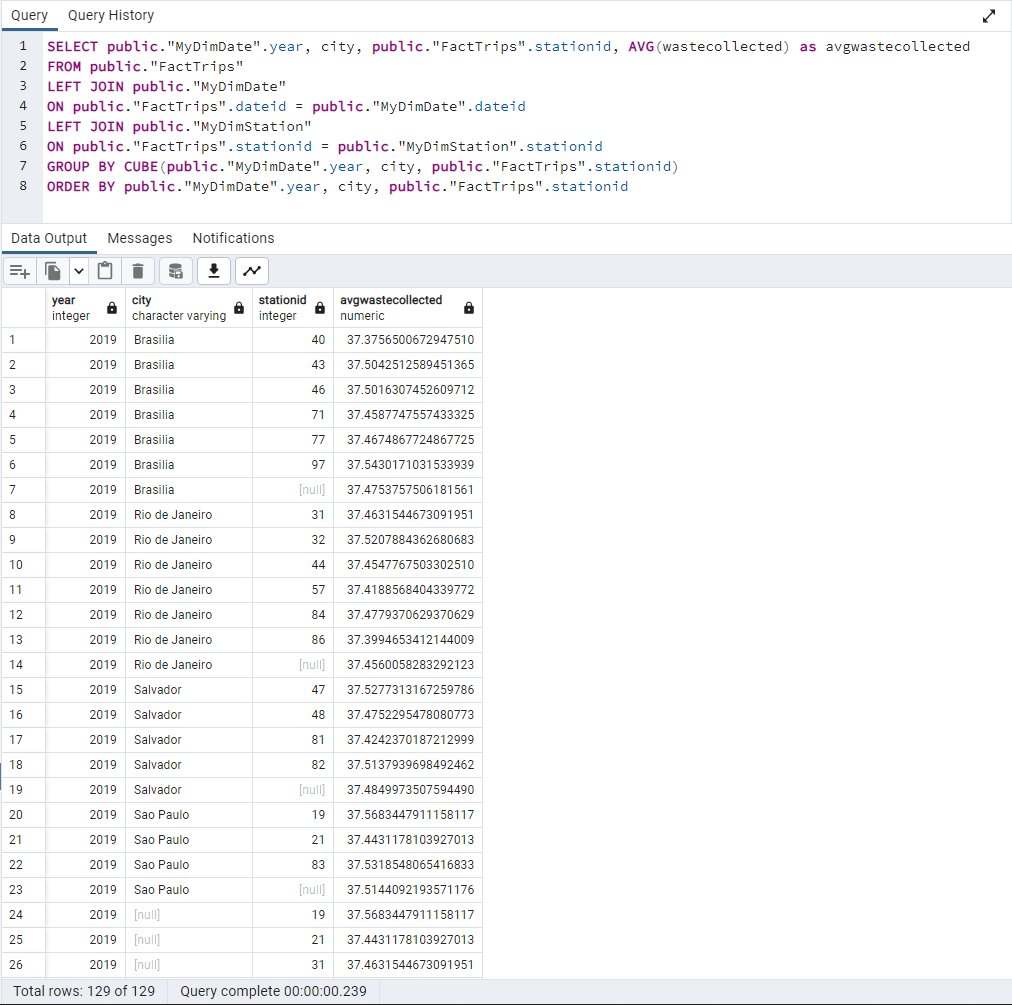 Query Query History
1 SELECT public."MyDimDate".year, city, public."FactTrips".stationid, AVG(wastecollected) as avgwastecollected
2 FROM public."FactTrips"
3 LEFT JOIN public."MyDimDate"
4 ON public."FactTrips".dateid = public."MyDimDate".dateid
5 LEFT JOIN public."MyDimStation"
6 ON public."FactTrips".stationid = public."MyDimStation".stationid
7 GROUP BY CUBE(public."MyDimDate".year, city, public."FactTrips".stationid)
8 ORDER BY public."MyDimDate".year, city, public."FactTrips".stationid
Data Output Messages Notifications
year city stationid avgwastecollected
integer character varying integer numeric
1 2019 Brasilia 40 37.3756500672947510
2 2019 Brasilia 43 37.5042512589451365
3 2019 Brasilia 46 37.5016307452609712
4 2019 Brasilia 71 37.4587747557433325
5 2019 Brasilia 77 37.4674867724867725
6 2019 Brasilia 97 37.5430171031533939
7 2019 Brasilia [null] 37.4753757506181561
8 2019 Rio de Janeiro 31 37.4631544673091951
9 2019 Rio de Janeiro 32 37.5207884362680683
10 2019 Rio de Janeiro 44 37.4547767503302510
11 2019 Rio de Janeiro 57 37.4188568404339772
12 2019 Rio de Janeiro 84 37.4779370629370629
13 2019 Rio de Janeiro 86 37.3994653412144009
14 2019 Rio de Janeiro [null] 37.4560058283292123
15 2019 Salvador 47 37.5277313167259786
16 2019 Salvador 48 37.4752295478080773
17 2019 Salvador 81 37.4242370187212999
18 2019 Salvador 82 37.5137939698492462
19 2019 Salvador [null] 37.4849973507594490
20 2019 Sao Paulo 19 37.5683447911158117
21 2019 Sao Paulo 21 37.4431178103927013
22 2019 Sao Paulo 83 37.5318548065416833
23 2019 Sao Paulo [null] 37.5144092193571176
24 2019 [null] 19 37.5683447911158117
25 2019 [null] 21 37.4431178103927013
26 2019 [null] 31 37.4631544673091951
Total rows: 129 of 129 Query complete 00:00:00.239